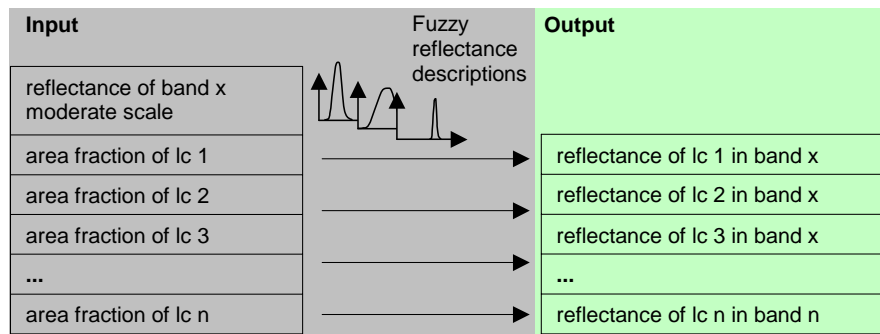 Input
Fuzzy
reflectance
descriptions
Output
reflectance of band x
moderate scale
area fraction of lc 1
reflectance of lc 1 in band x
area fraction of lc 2
reflectance of lc 2 in band x
area fraction of lc 3
reflectance of lc 3 in band x
...
...
area fraction of lc n
reflectance of lc n in band n